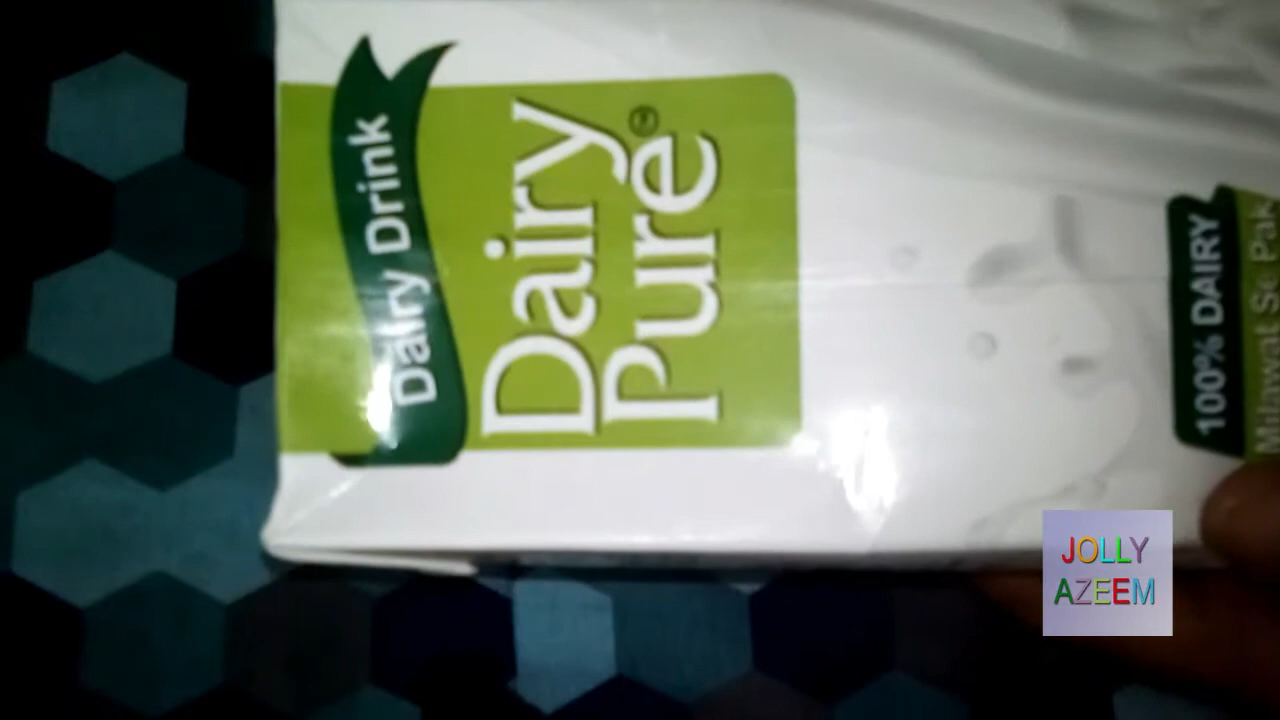 Dairy Drink
Dairy
Pure
100% DAIRY
Milawat Se Pak
JOLLY
AZEEM